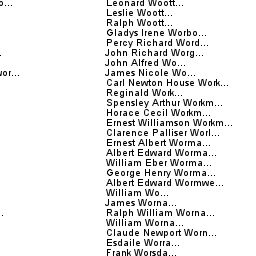 o...
Leonard Woott...
Leslie Woott...
Ralph Woott...
Gladys Irene Worbo...
Percy Richard Word...
John Richard Worg...
John Alfred Wo...
wor...
James Nicole Wo...
Carl Newton House Work...
Reginald Work...
Spensley Arthur Workm...
Horace Cecil Workm...
Ernest Williamson Workm...
Clarence Palliser Worl...
Ernest Albert Worma...
Albert Edward Worma...
William Eber Worma...
George Henry Worma...
Albert Edward Wormwe...
William Wo...
James Worna...
Ralph William Worna...
William Worna...
Claude Newport Worn...
Esdaile Worra...
Frank Worsda...